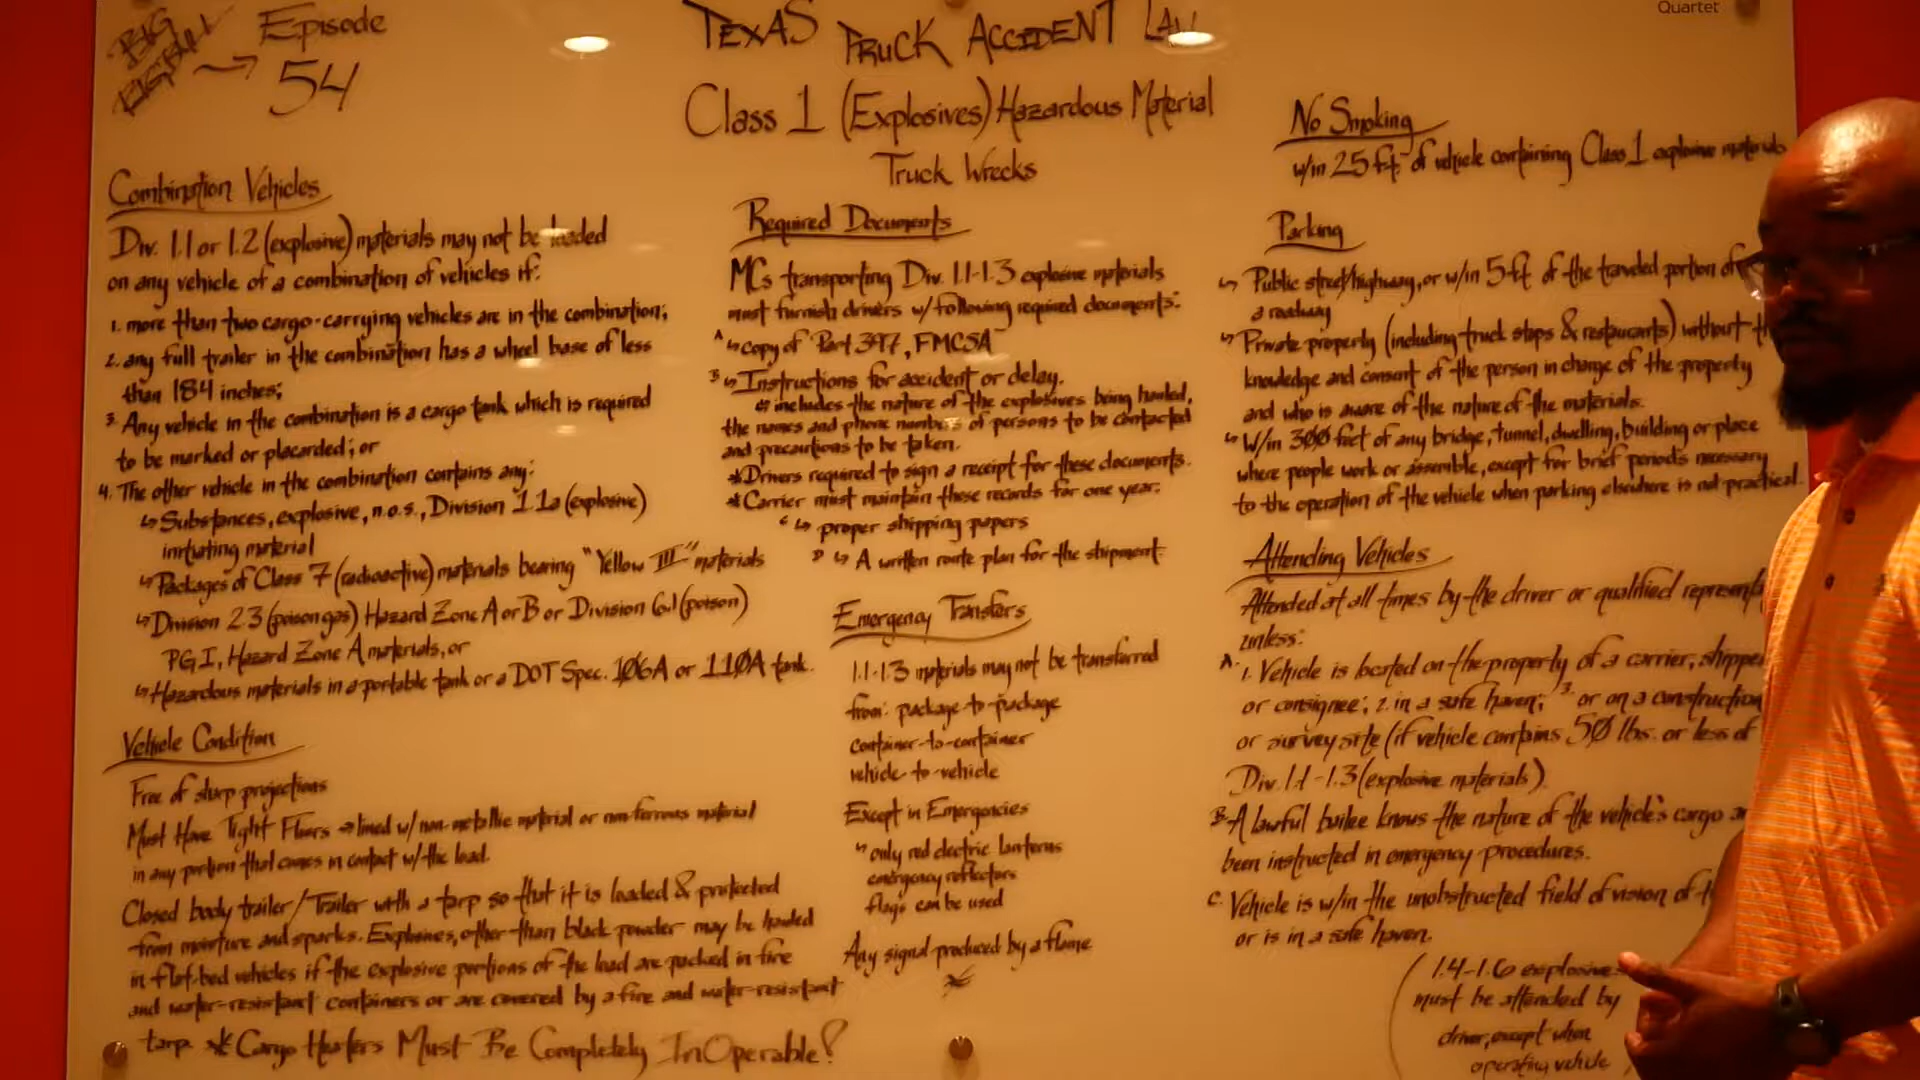 Quartet
BIG
Episode
54
TEXAS TRUCK ACCIDENT LAW
Class 1 (Explosives) Hazardous Material
Truck Wrecks
Combination Vehicles
Div. 1.1 or 1.2 (explosive) materials may not be loaded
on any vehicle of a combination of vehicles if:
1. more than two cargo-carrying vehicles are in the combination;
2. any full trailer in the combination has a wheel base of less
than 184 inches;
3. Any vehicle in the combination is a cargo tank which is required
to be marked or placarded; or
4. The other vehicle in the combination contains any:
↳ Substances, explosive, n.o.s., Division 1.1a (explosive)
initiating material
↳ Packages of Class 7 (radioactive) materials bearing "Yellow III" materials
↳ Division 2.3 (poison gas) Hazard Zone A or B or Division 6.1 (poison)
PG I, Hazard Zone A materials, or
↳ Hazardous materials in a portable tank or a DOT Spec. 106A or 110A tank.
Vehicle Condition
Free of sharp projections
Must Have Tight Floors → lined w/ non-metallic material or non-ferrous material
in any portion that comes in contact w/ the load.
Closed body trailer/Trailer with a tarp so that it is loaded & protected
from moisture and sparks. Explosives, other than black powder may be hauled
in flat-bed vehicles if the explosive portions of the load are packed in fire
and water-resistant containers or are covered by a fire and water-resistant
tarp. * Cargo Heaters Must Be Completely InOperable!
Required Documents
MCs transporting Div. 1.1-1.3 explosive materials
must furnish drivers w/ following required documents:
A ↳ copy of Part 397, FMCSA
B ↳ Instructions for accident or delay.
↳ includes the nature of the explosives being hauled,
the names and phone numbers of persons to be contacted
and precautions to be taken.
* Drivers required to sign a receipt for these documents.
* Carrier must maintain these records for one year.
C ↳ proper shipping papers
D ↳ A written route plan for the shipment
Emergency Transfers
1.1-1.3 materials may not be transferred
from: package-to-package
container-to-container
vehicle-to-vehicle
Except in Emergencies
↳ only red electric lanterns
emergency reflectors
flags can be used
Any signal produced by a flame
No Smoking
w/in 25 ft. of vehicle containing Class 1 explosive materials
Parking
↳ Public street/highway, or w/in 5 ft of the traveled portion of
a roadway
↳ Private property (including truck stops & restaurants) without
knowledge and consent of the person in charge of the property
and who is aware of the nature of the materials.
↳ W/in 300 feet of any bridge, tunnel, dwelling, building or place
where people work or assemble, except for brief periods necessary
to the operation of the vehicle when parking elsewhere is not practical.
Attending Vehicles
Attended at all times by the driver or qualified
unless:
A. 1. Vehicle is located on the property of a carrier, shipper
or consignee; 2. in a safe haven; 3. or on a construction
or survey site (if vehicle contains 50 lbs. or less of
Div. 1.1-1.3 (explosive materials)
B. A lawful bailee knows the nature of the vehicle's cargo
been instructed in emergency procedures.
C. Vehicle is w/in the unobstructed field of vision of
or is in a safe haven.
(1.4-1.6 explosives
must be attended by
driver, except when
operating vehicle